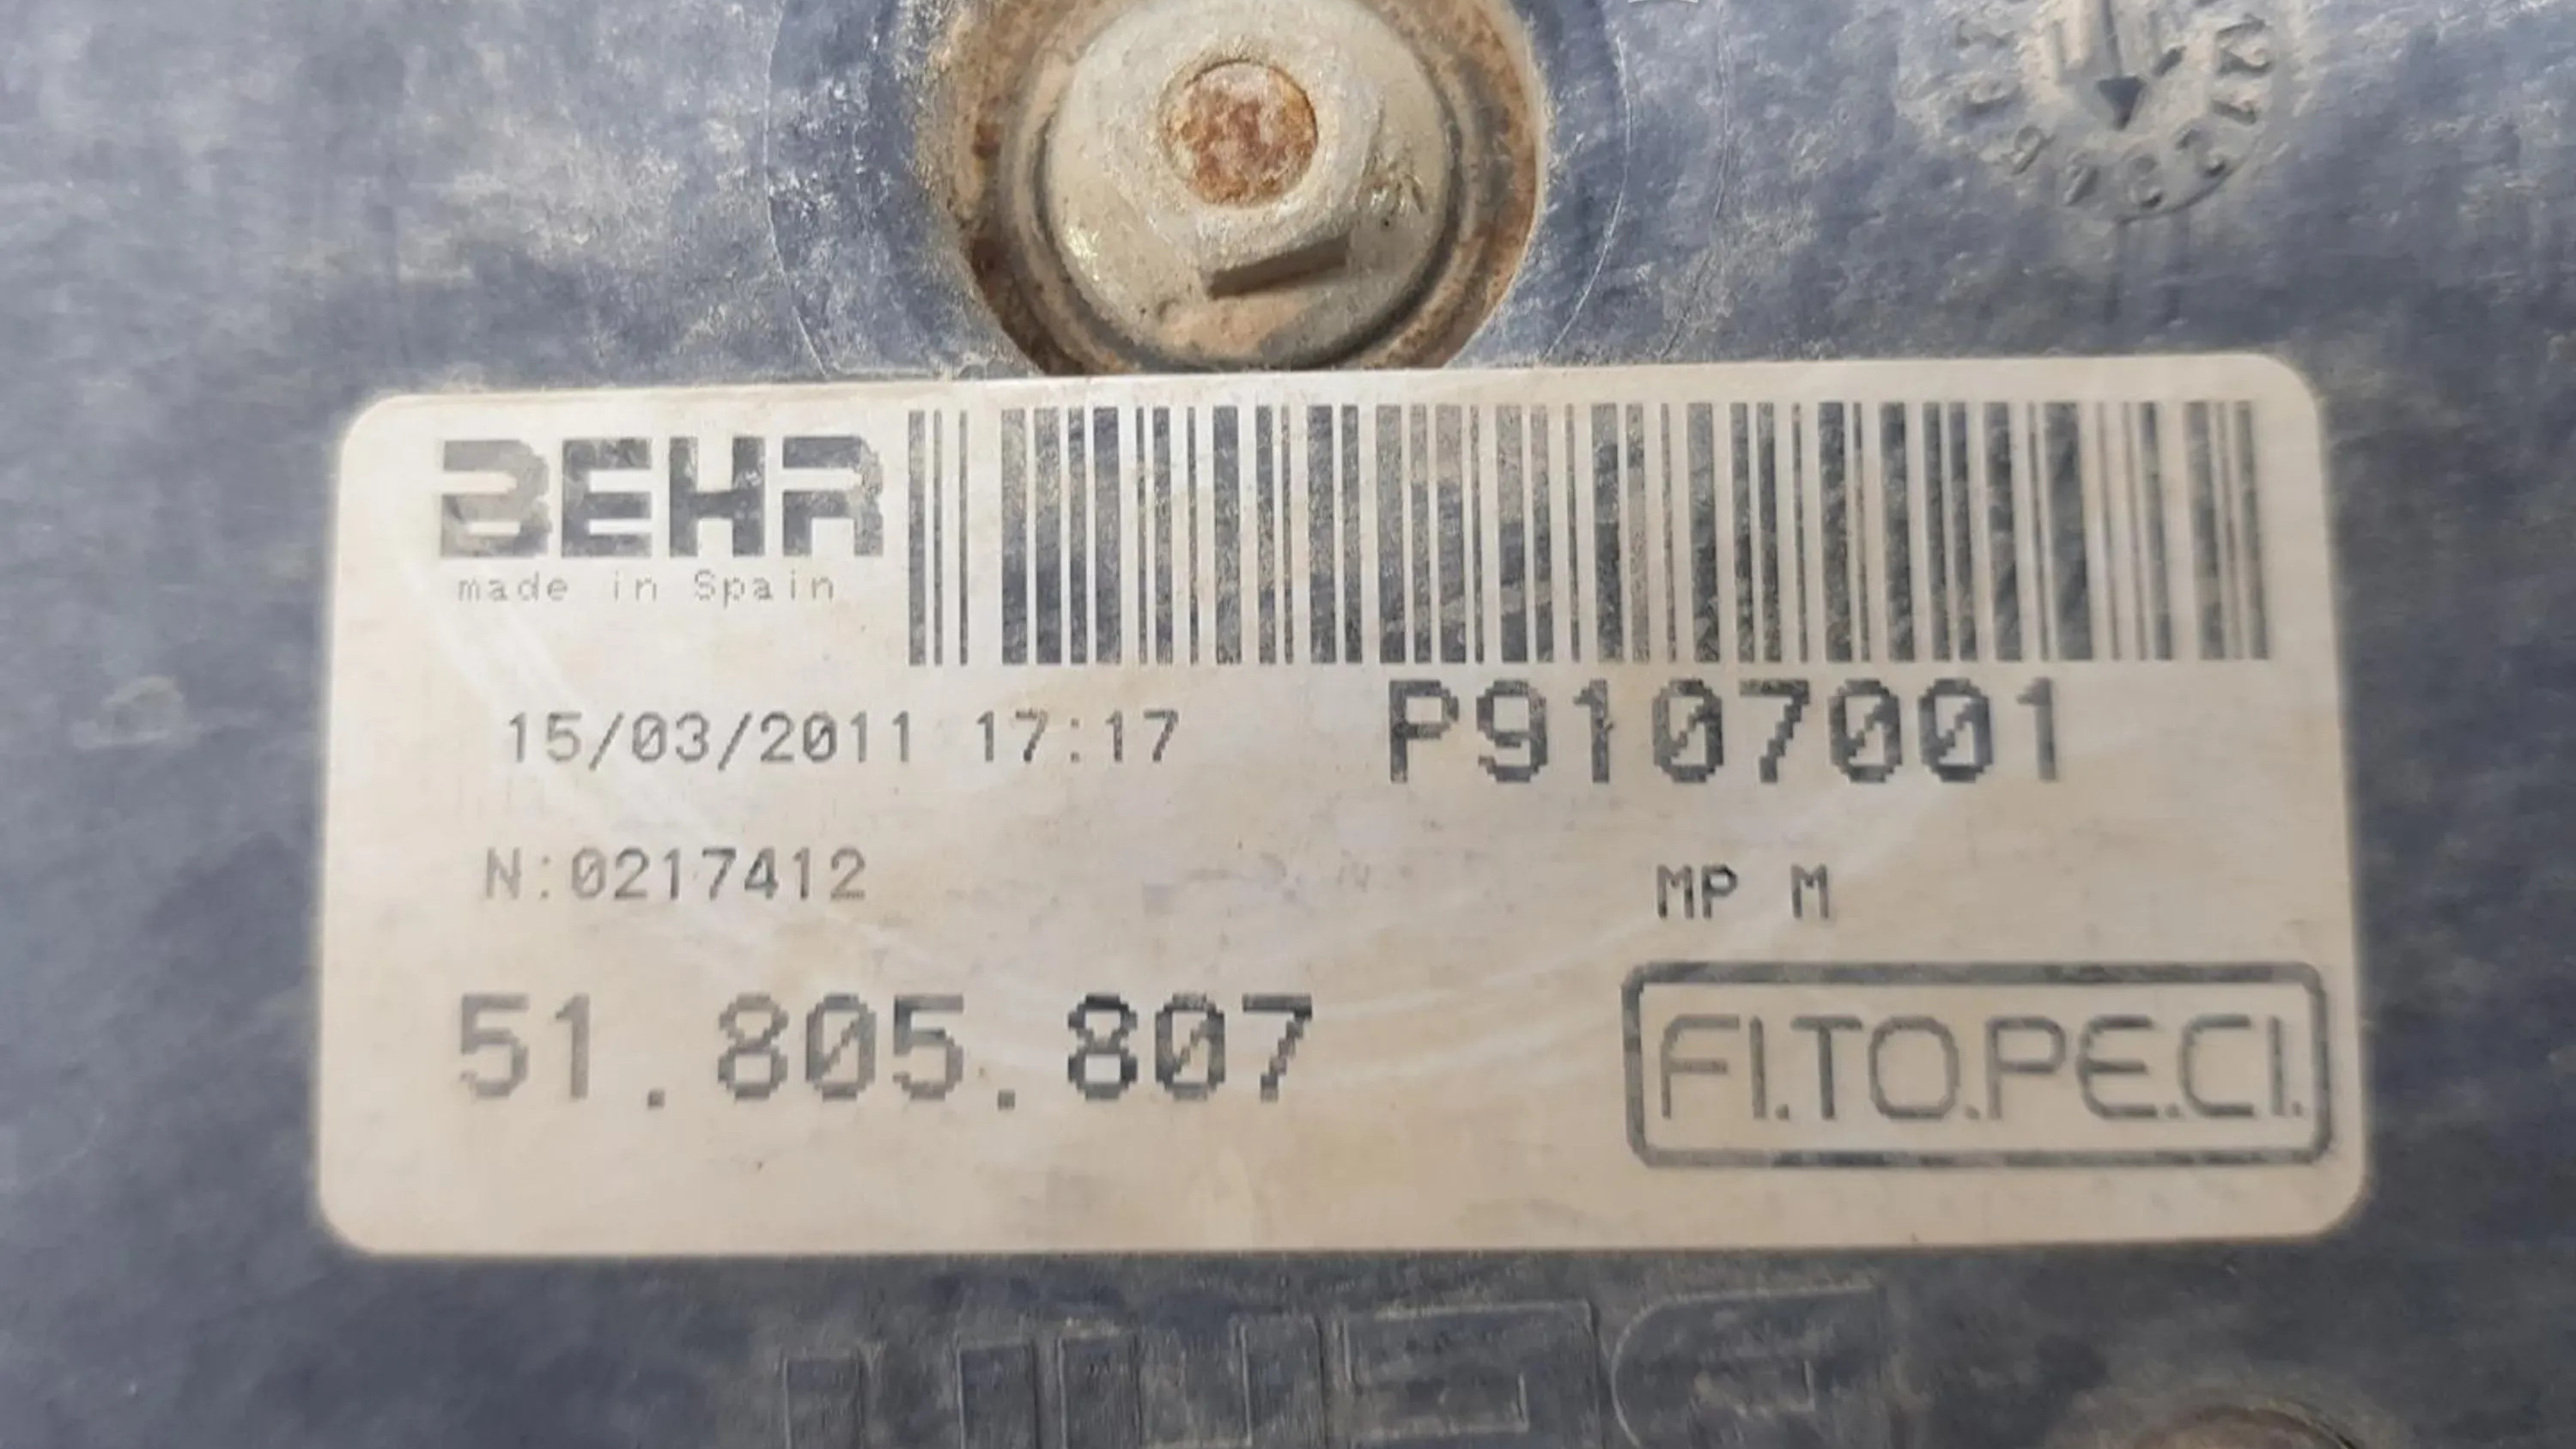 BEHR
made in Spain
15/03/2011 17:17
P9107001
N:0217412
MP M
51.805.807
FI.TO.PE.CI.